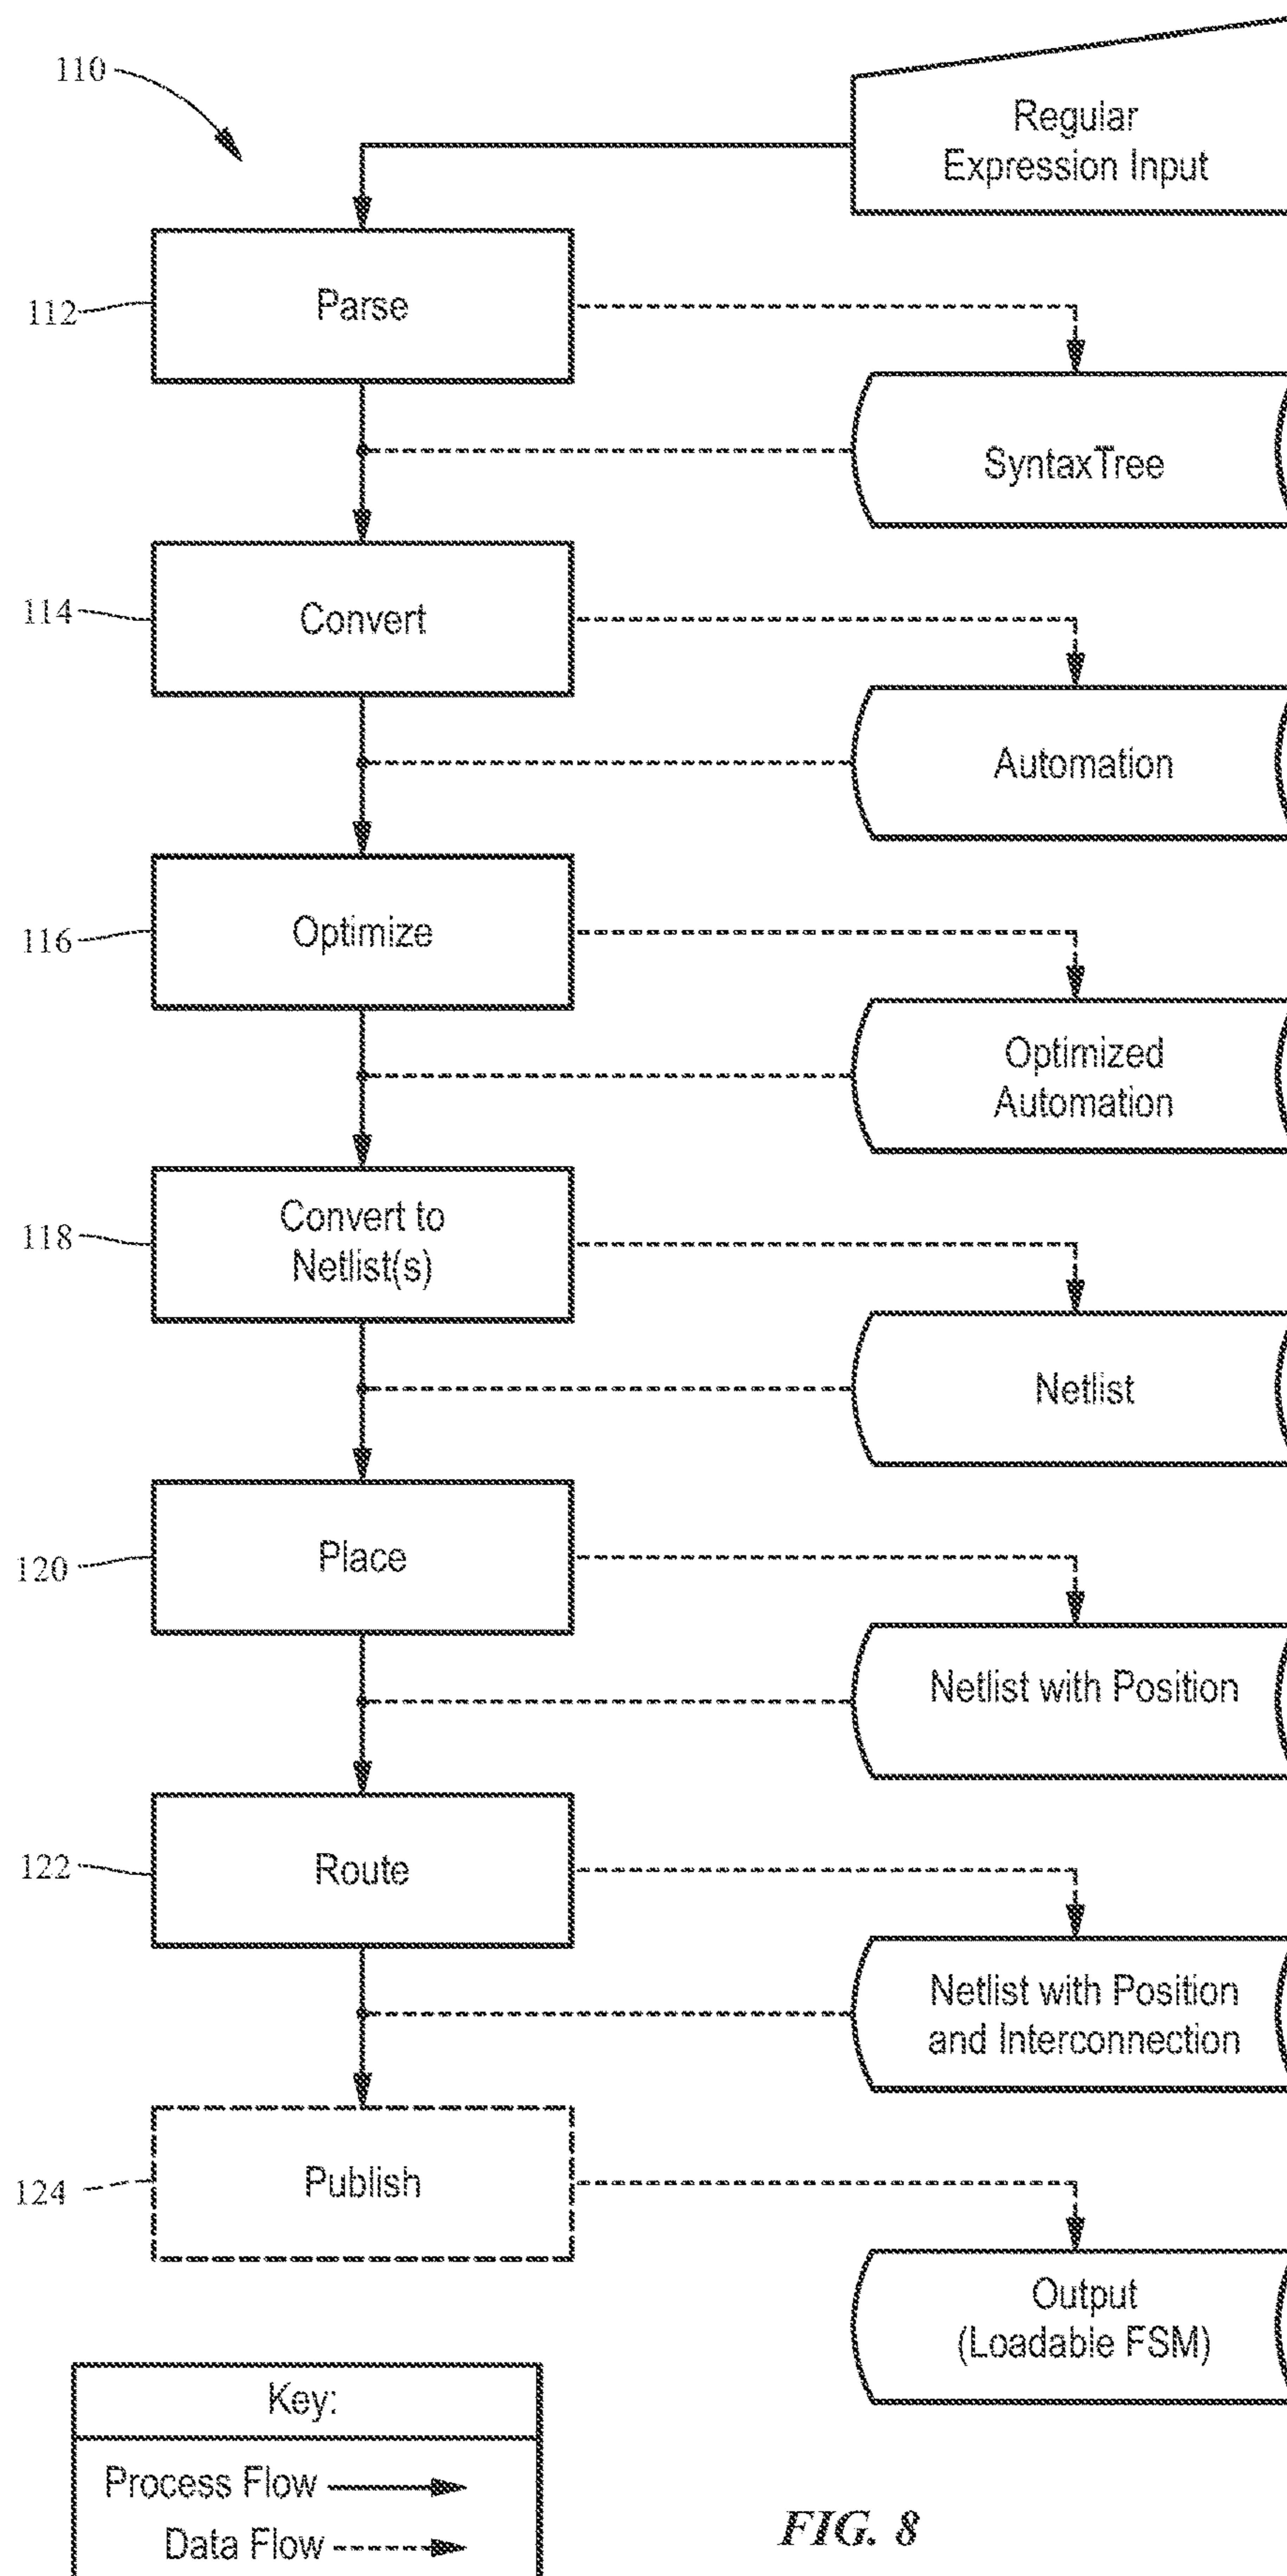 110
Regular
Expression Input
112
Parse
SyntaxTree
114
Convert
Automation
116
Optimize
Optimized
Automation
118
Convert to
Netlist(s)
Netlist
120
Place
Netlist with Position
122
Route
Netlist with Position
and Interconnection
124
Publish
Output
(Loadable FSM)
Key:
Process Flow
Data Flow
FIG. 8